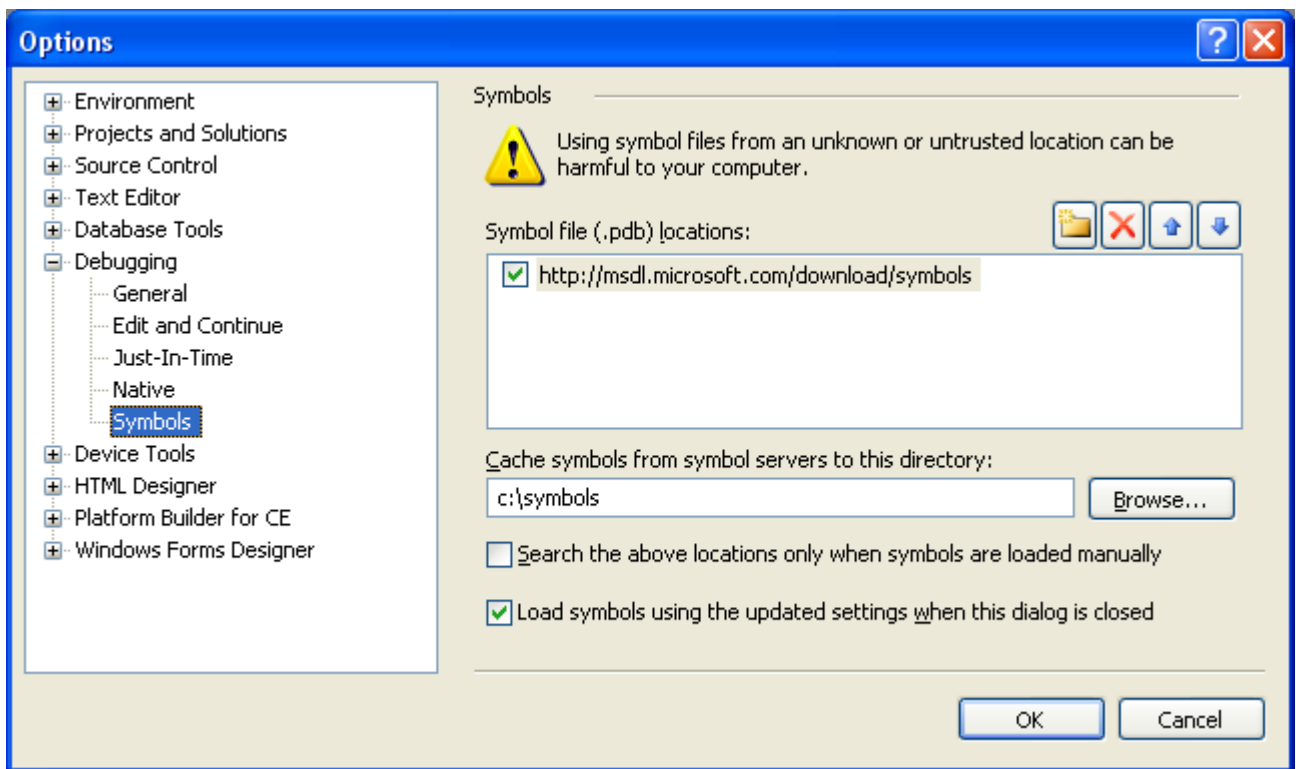 Options
Environment
Projects and Solutions
Source Control
Text Editor
Database Tools
Debugging
General
Edit and Continue
Just-In-Time
Native
Symbols
Device Tools
HTML Designer
Platform Builder for CE
Windows Forms Designer
Symbols
Using symbol files from an unknown or untrusted location can be
harmful to your computer.
Symbol file (.pdb) locations:
http://msdl.microsoft.com/download/symbols
Cache symbols from symbol servers to this directory:
c:\symbols
Browse...
Search the above locations only when symbols are loaded manually
Load symbols using the updated settings when this dialog is closed
OK
Cancel